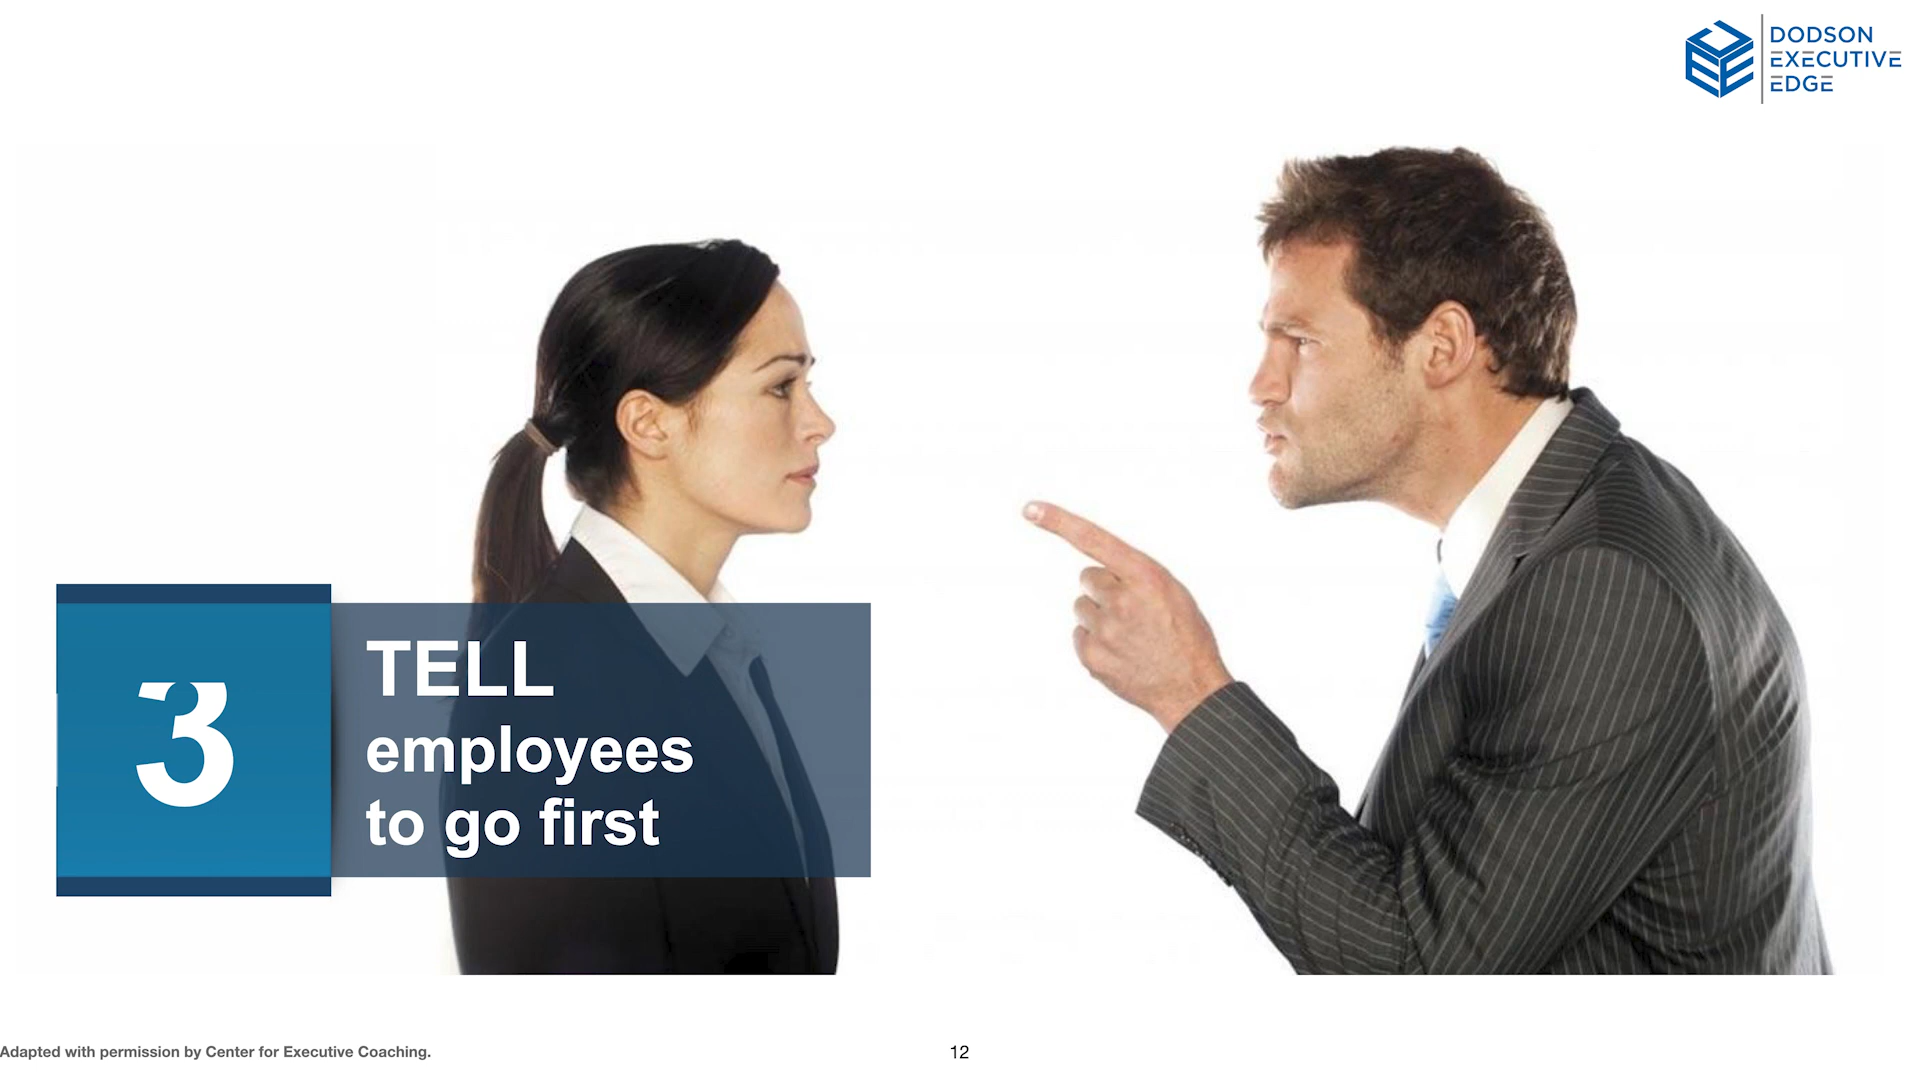 DODSON
EXECUTIVE
EDGE
3
TELL
employees
to go first
Adapted with permission by Center for Executive Coaching.
12